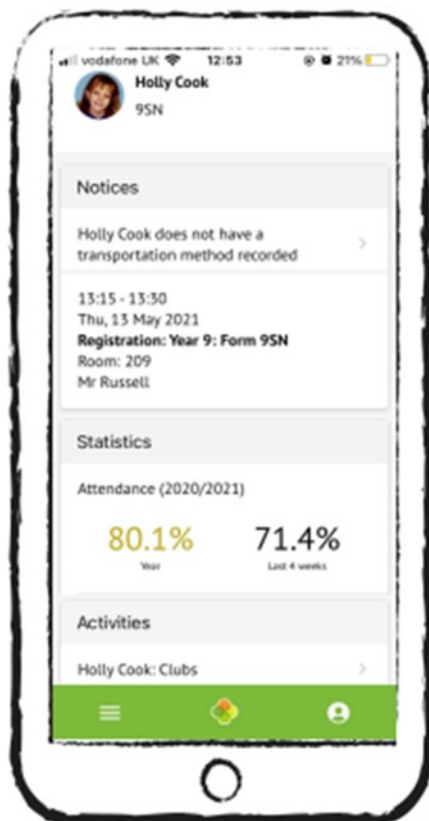 vodafone UK 12:53 21%
Holly Cook
9SN
Notices
Holly Cook does not have a
transportation method recorded
13:15 - 13:30
Thu, 13 May 2021
Registration: Year 9: Form 9SN
Room: 209
Mr Russell
Statistics
Attendance (2020/2021)
80.1% 71.4%
Year Last 4 weeks
Activities
Holly Cook: Clubs